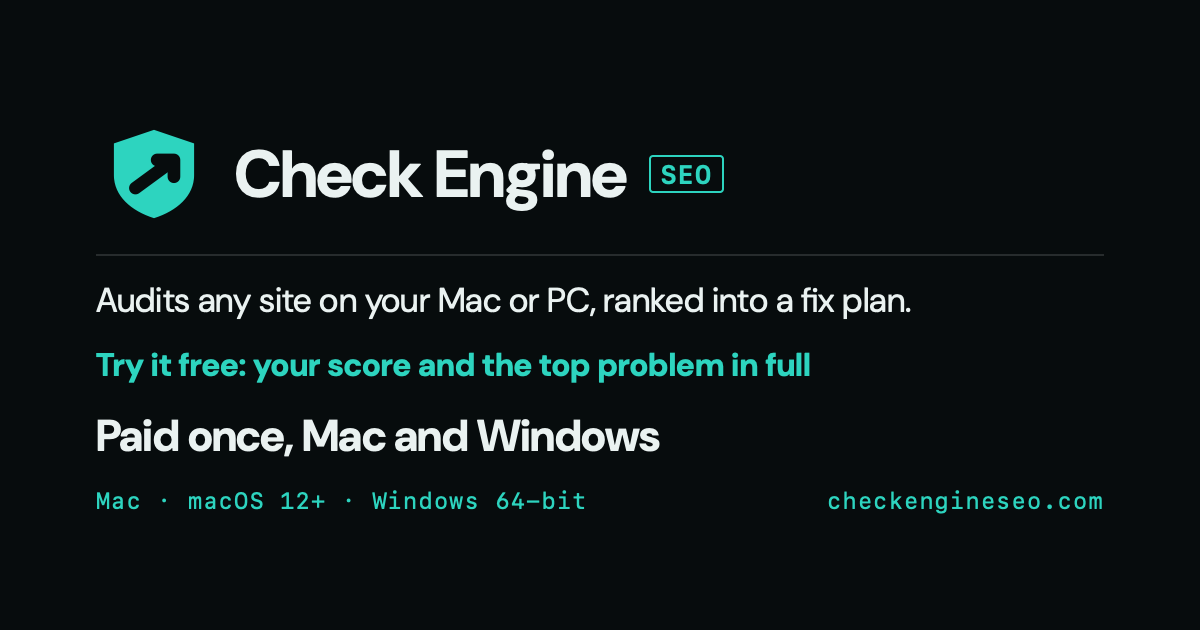 Check Engine SEO
Audits any site on your Mac or PC, ranked into a fix plan.
Try it free: your score and the top problem in full
Paid once, Mac and Windows
Mac · macOS 12+ · Windows 64-bit
checkengineseo.com